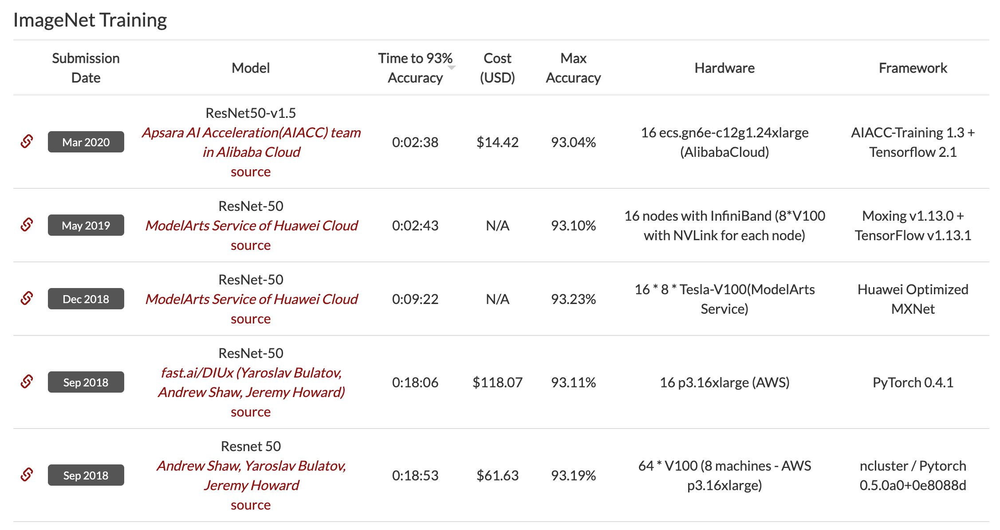 ImageNet Training
Submission
Date
Model
Time to 93%
Accuracy
Cost
(USD)
Max
Accuracy
Hardware
Framework
Mar 2020
ResNet50-v1.5
Apsara AI Acceleration(AIACC) team
in Alibaba Cloud
source
0:02:38
$14.42
93.04%
16 ecs.gn6e-c12g1.24xlarge
(AlibabaCloud)
AIACC-Training 1.3 +
Tensorflow 2.1
May 2019
ResNet-50
ModelArts Service of Huawei Cloud
source
0:02:43
N/A
93.10%
16 nodes with InfiniBand (8*V100
with NVLink for each node)
Moxing v1.13.0 +
TensorFlow v1.13.1
Dec 2018
ResNet-50
ModelArts Service of Huawei Cloud
source
0:09:22
N/A
93.23%
16 * 8 * Tesla-V100(ModelArts
Service)
Huawei Optimized
MXNet
Sep 2018
ResNet-50
fast.ai/DIUx (Yaroslav Bulatov,
Andrew Shaw, Jeremy Howard)
source
0:18:06
$118.07
93.11%
16 p3.16xlarge (AWS)
PyTorch 0.4.1
Sep 2018
Resnet 50
Andrew Shaw, Yaroslav Bulatov,
Jeremy Howard
source
0:18:53
$61.63
93.19%
64 * V100 (8 machines - AWS
p3.16xlarge)
ncluster / Pytorch
0.5.0a0+0e8088d